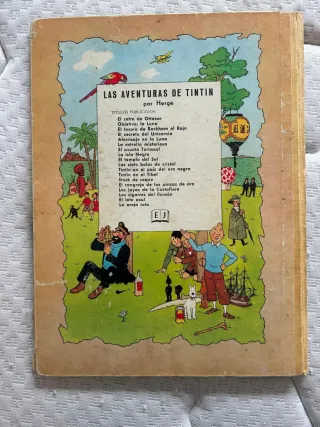 LAS AVENTURAS DE TINTIN
por Hergé
TITULOS PUBLICADOS:
El cetro de Ottokar
Objetivo: la Luna
El tesoro de Rackham el Rojo
El secreto del Unicornio
Aterrizaje en la Luna
La estrella misteriosa
El asunto Tornasol
La isla Negra
El templo del Sol
Las siete bolas de cristal
Tintín en el país del oro negro
Tintín en el Tíbet
Stock de coque
El cangrejo de las pinzas de oro
Las joyas de la Castafiore
Los cigarros del Faraón
El loto azul
La oreja rota
EJ